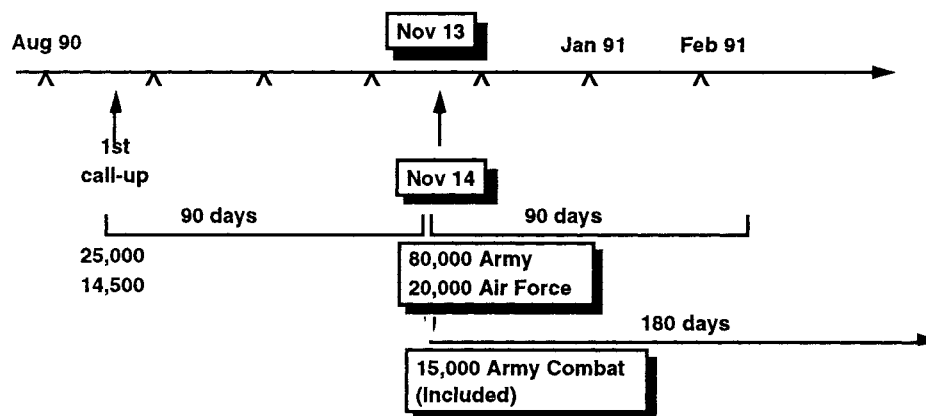 Nov 13
Aug 90
Jan 91
Feb 91
1st
call-up
Nov 14
90 days
90 days
25,000
14,500
80,000 Army
20,000 Air Force
180 days
15,000 Army Combat
(Included)